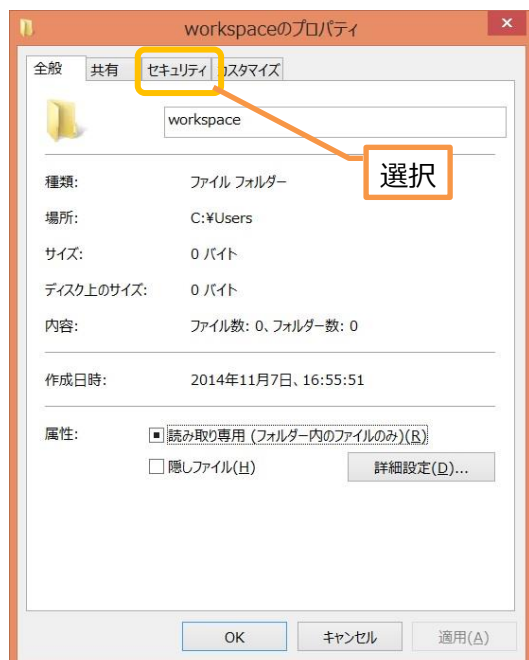 workspaceのプロパティ
全般 共有 セキュリティ カスタマイズ
workspace
選択
種類: ファイル フォルダー
場所: C:¥Users
サイズ: 0 バイト
ディスク上のサイズ: 0 バイト
内容: ファイル数: 0、フォルダー数: 0
作成日時: 2014年11月7日、16:55:51
属性: 読み取り専用 (フォルダー内のファイルのみ)(R)
隠しファイル(H) 詳細設定(D)...
OK キャンセル 適用(A)